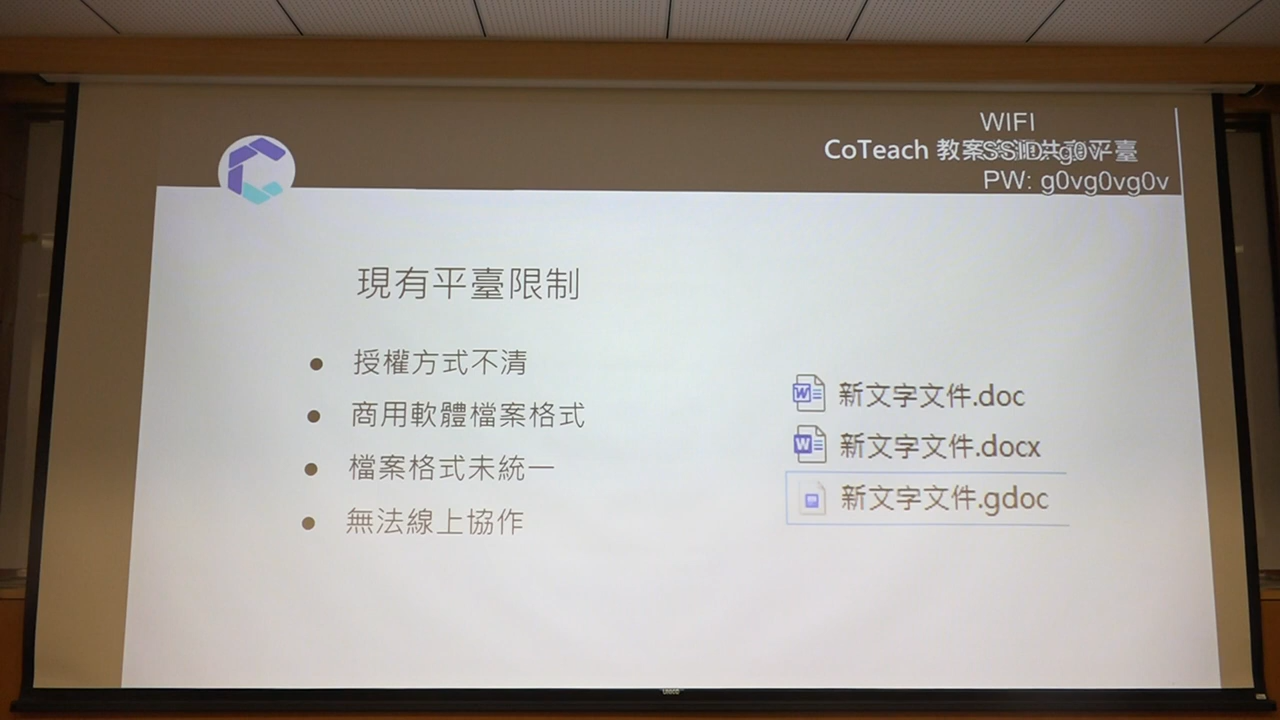 WIFI
CoTeach 教案資源共享平臺
SSID: g0v
PW: g0vg0vg0v
現有平臺限制
授權方式不清
商用軟體檔案格式
檔案格式未統一
無法線上協作
新文字文件.doc
新文字文件.docx
新文字文件.gdoc